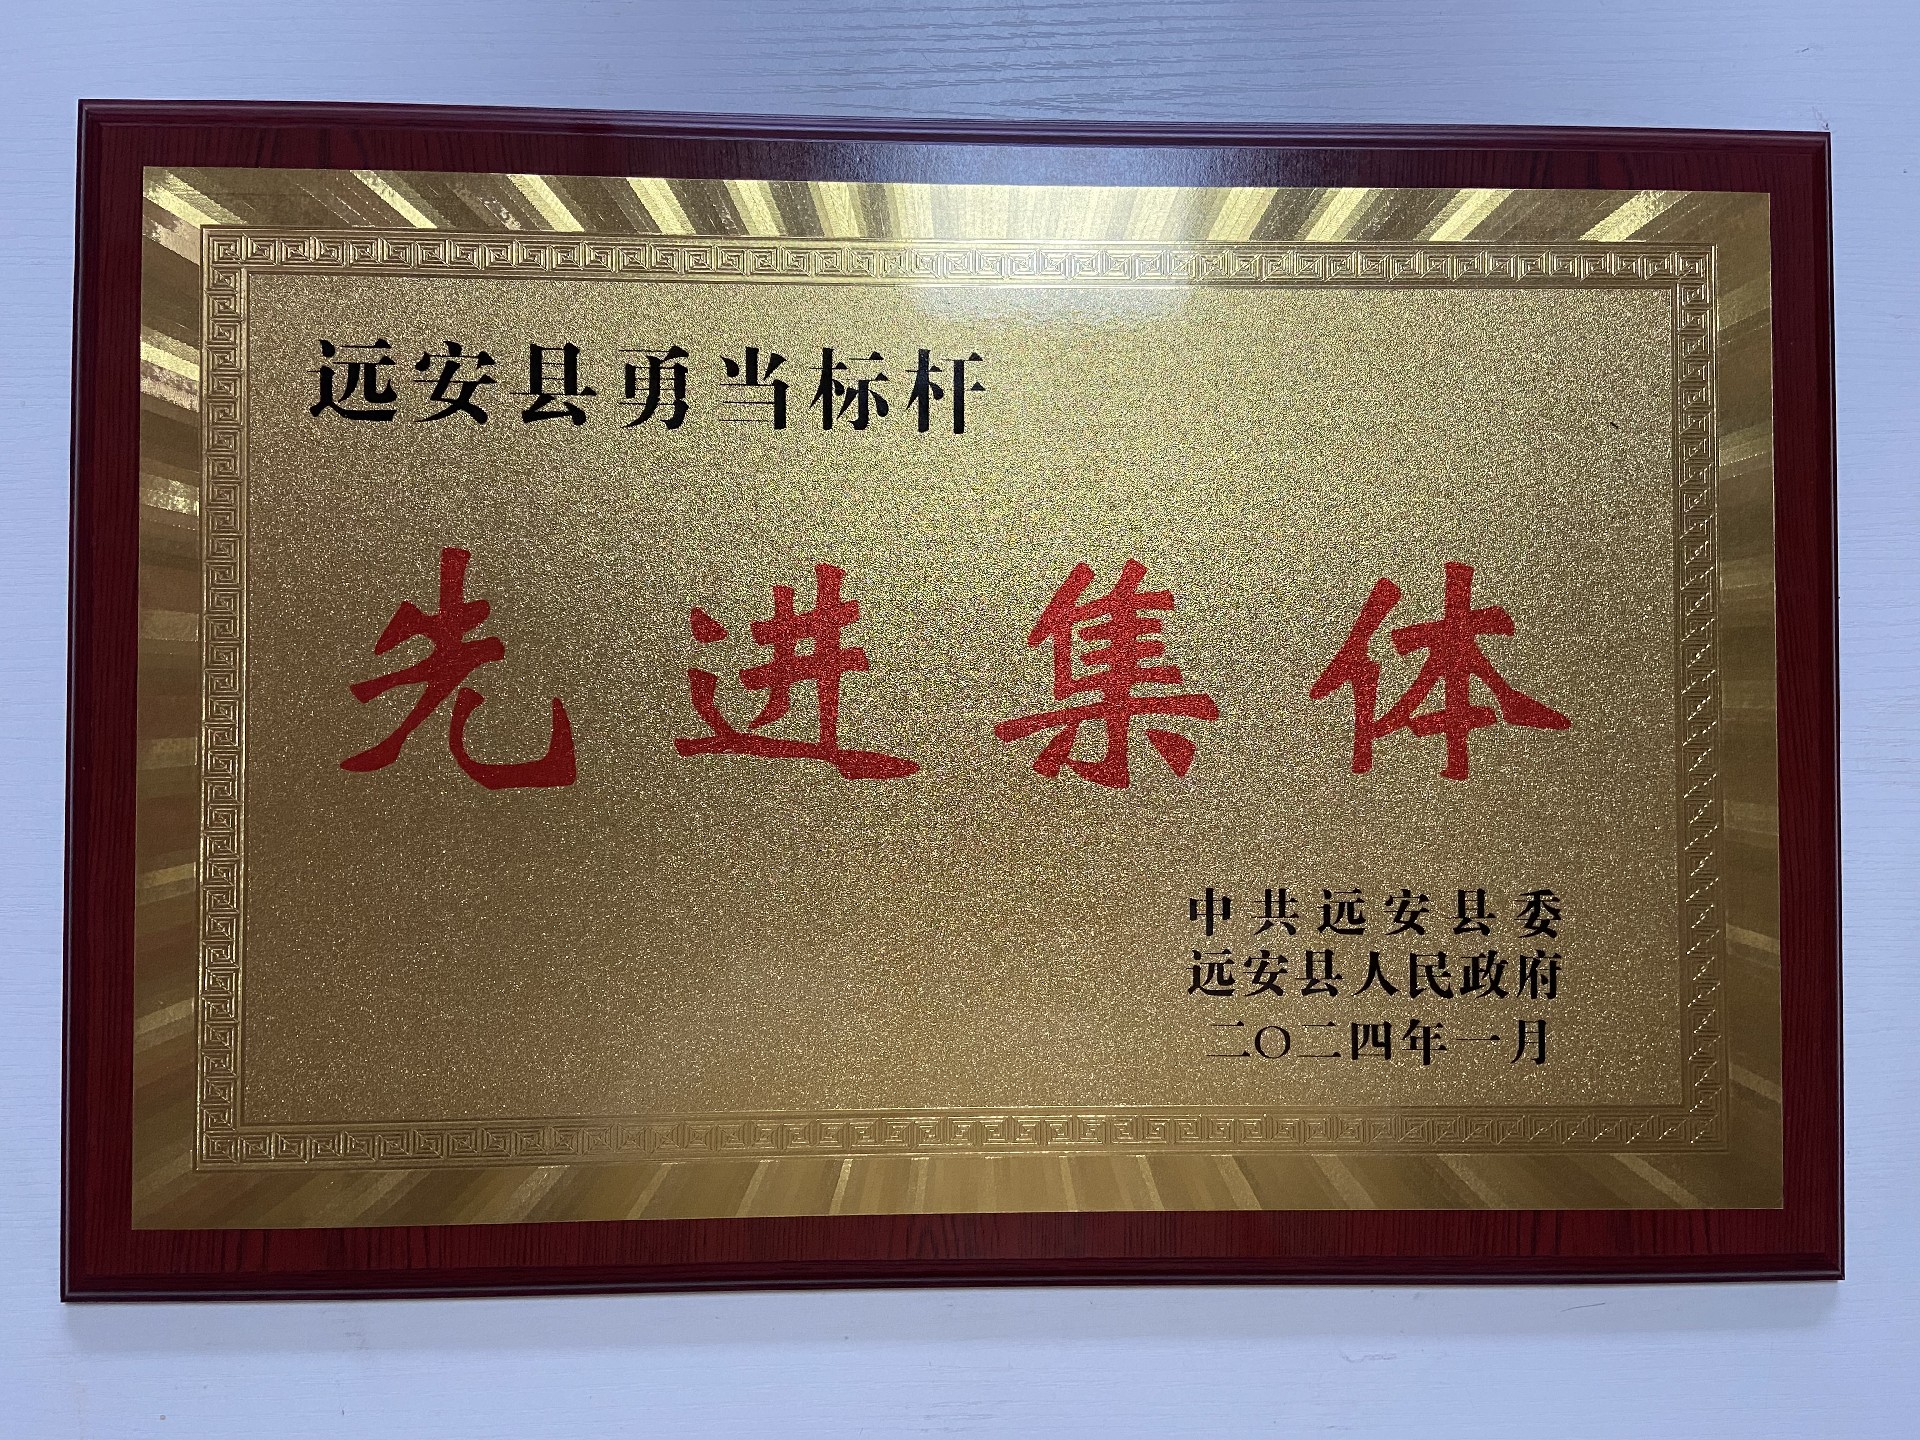 远安县勇当标杆
先进集体
中共远安县委
远安县人民政府
二〇二四年一月